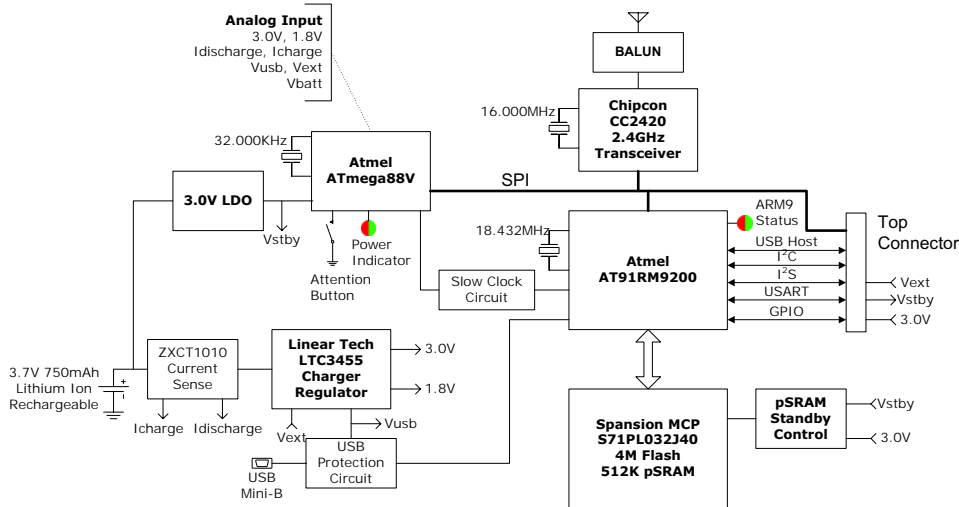 Analog Input
3.0V, 1.8V
Idischarge, Icharge
Vusb, Vext
Vbatt
BALUN
16.000MHz
Chipcon
CC2420
2.4GHz
Transceiver
32.000KHz
Atmel
ATmega88V
SPI
3.0V LDO
Vstby
Attention
Button
Power
Indicator
18.432MHz
Atmel
AT91RM9200
ARM9
Status
USB Host
I²C
I²S
USART
GPIO
Top
Connector
Vext
Vstby
3.0V
Slow Clock
Circuit
3.7V 750mAh
Lithium Ion
Rechargeable
+
-
ZXCT1010
Current
Sense
Icharge
Idischarge
Linear Tech
LTC3455
Charger
Regulator
3.0V
1.8V
Vext
Vusb
USB
Protection
Circuit
USB
Mini-B
Spansion MCP
S71PL032J40
4M Flash
512K pSRAM
pSRAM
Standby
Control
Vstby
3.0V